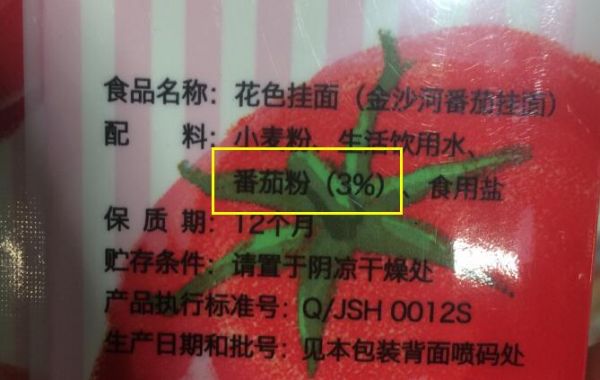 食品名称：花色挂面（金沙河番茄挂面）
配 料：小麦粉、生活饮用水、
番茄粉（3%）、食用盐
保 质 期：12个月
贮存条件：请置于阴凉干燥处
产品执行标准号：Q/JSH 0012S
生产日期和批号：见本包装背面喷码处